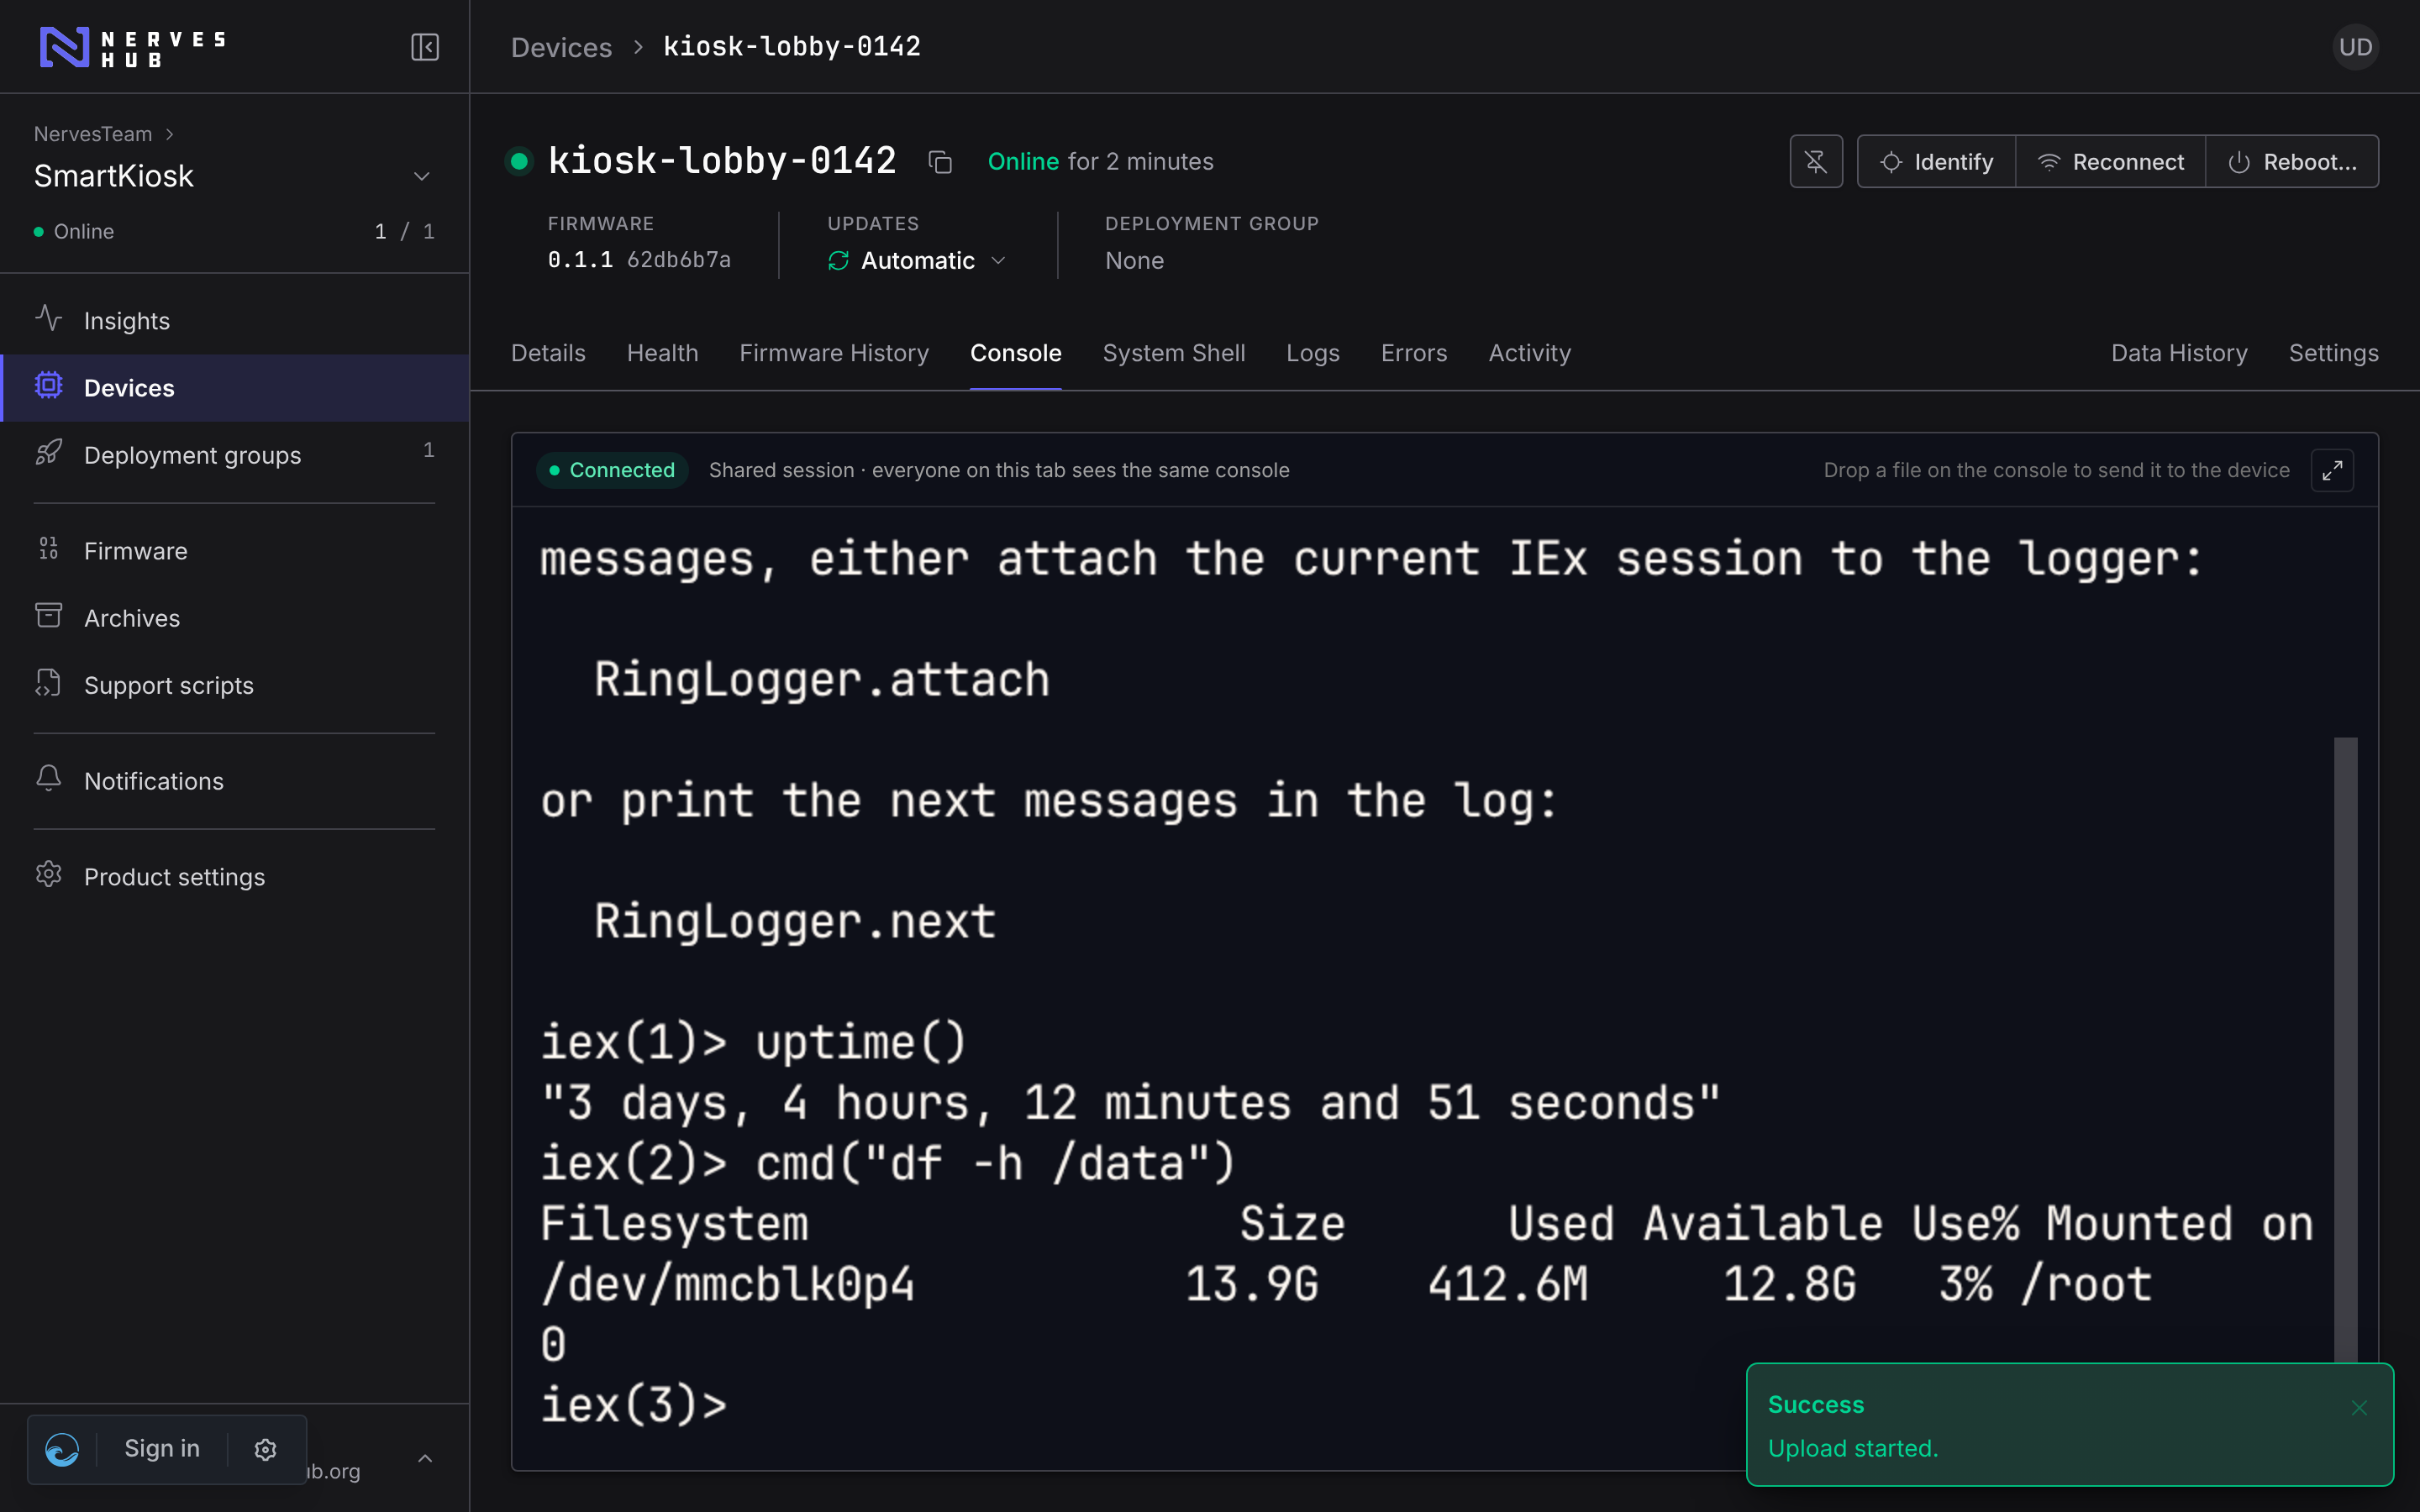 NERVES
HUB
Devices > kiosk-lobby-0142
UD
NervesTeam >
SmartKiosk
Online 1 / 1
Insights
Devices
Deployment groups 1
Firmware
Archives
Support scripts
Notifications
Product settings
Sign in
ub.org
kiosk-lobby-0142 Online for 2 minutes
Identify Reconnect Reboot...
FIRMWARE UPDATES DEPLOYMENT GROUP
0.1.1 62db6b7a Automatic None
Details Health Firmware History Console System Shell Logs Errors Activity Data History Settings
Connected Shared session · everyone on this tab sees the same console Drop a file on the console to send it to the device
messages, either attach the current IEx session to the logger:
RingLogger.attach
or print the next messages in the log:
RingLogger.next
iex(1)> uptime()
"3 days, 4 hours, 12 minutes and 51 seconds"
iex(2)> cmd("df -h /data")
Filesystem Size Used Available Use% Mounted on
/dev/mmcblk0p4 13.9G 412.6M 12.8G 3% /root
0
iex(3)>
Success
Upload started.